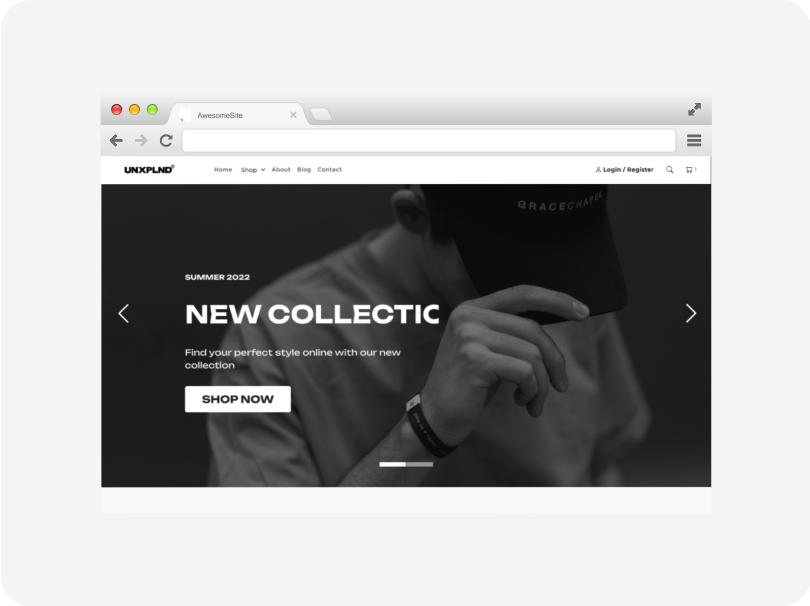 AwesomeSite
UNXPLND®
Home Shop About Blog Contact
Login / Register
1
GRACECHAPEL
SUMMER 2022
NEW COLLECTIC
Find your perfect style online with our new
collection
SHOP NOW